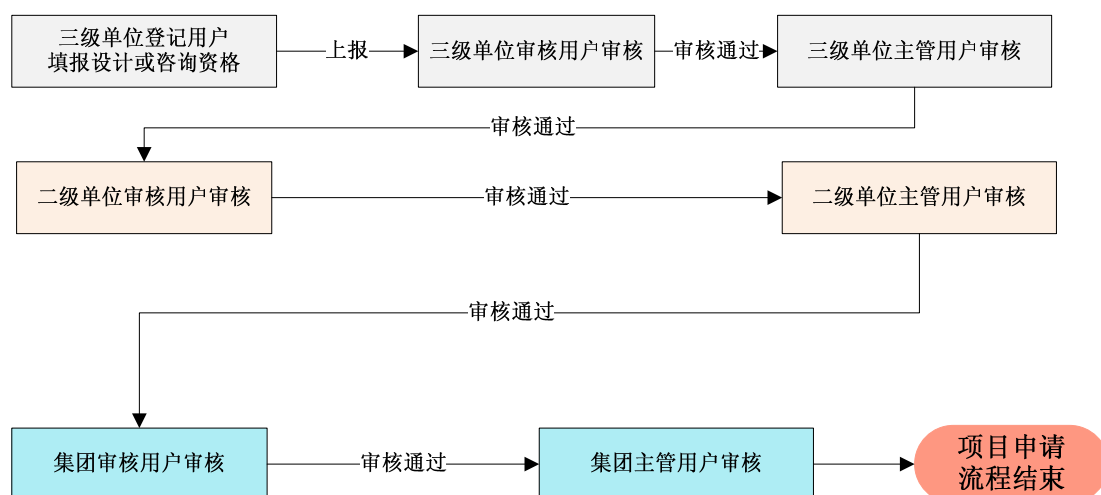 三级单位登记用户
填报设计或咨询资格
上报
三级单位审核用户审核
审核通过
三级单位主管用户审核
审核通过
二级单位审核用户审核
审核通过
二级单位主管用户审核
审核通过
集团审核用户审核
审核通过
集团主管用户审核
项目申请
流程结束